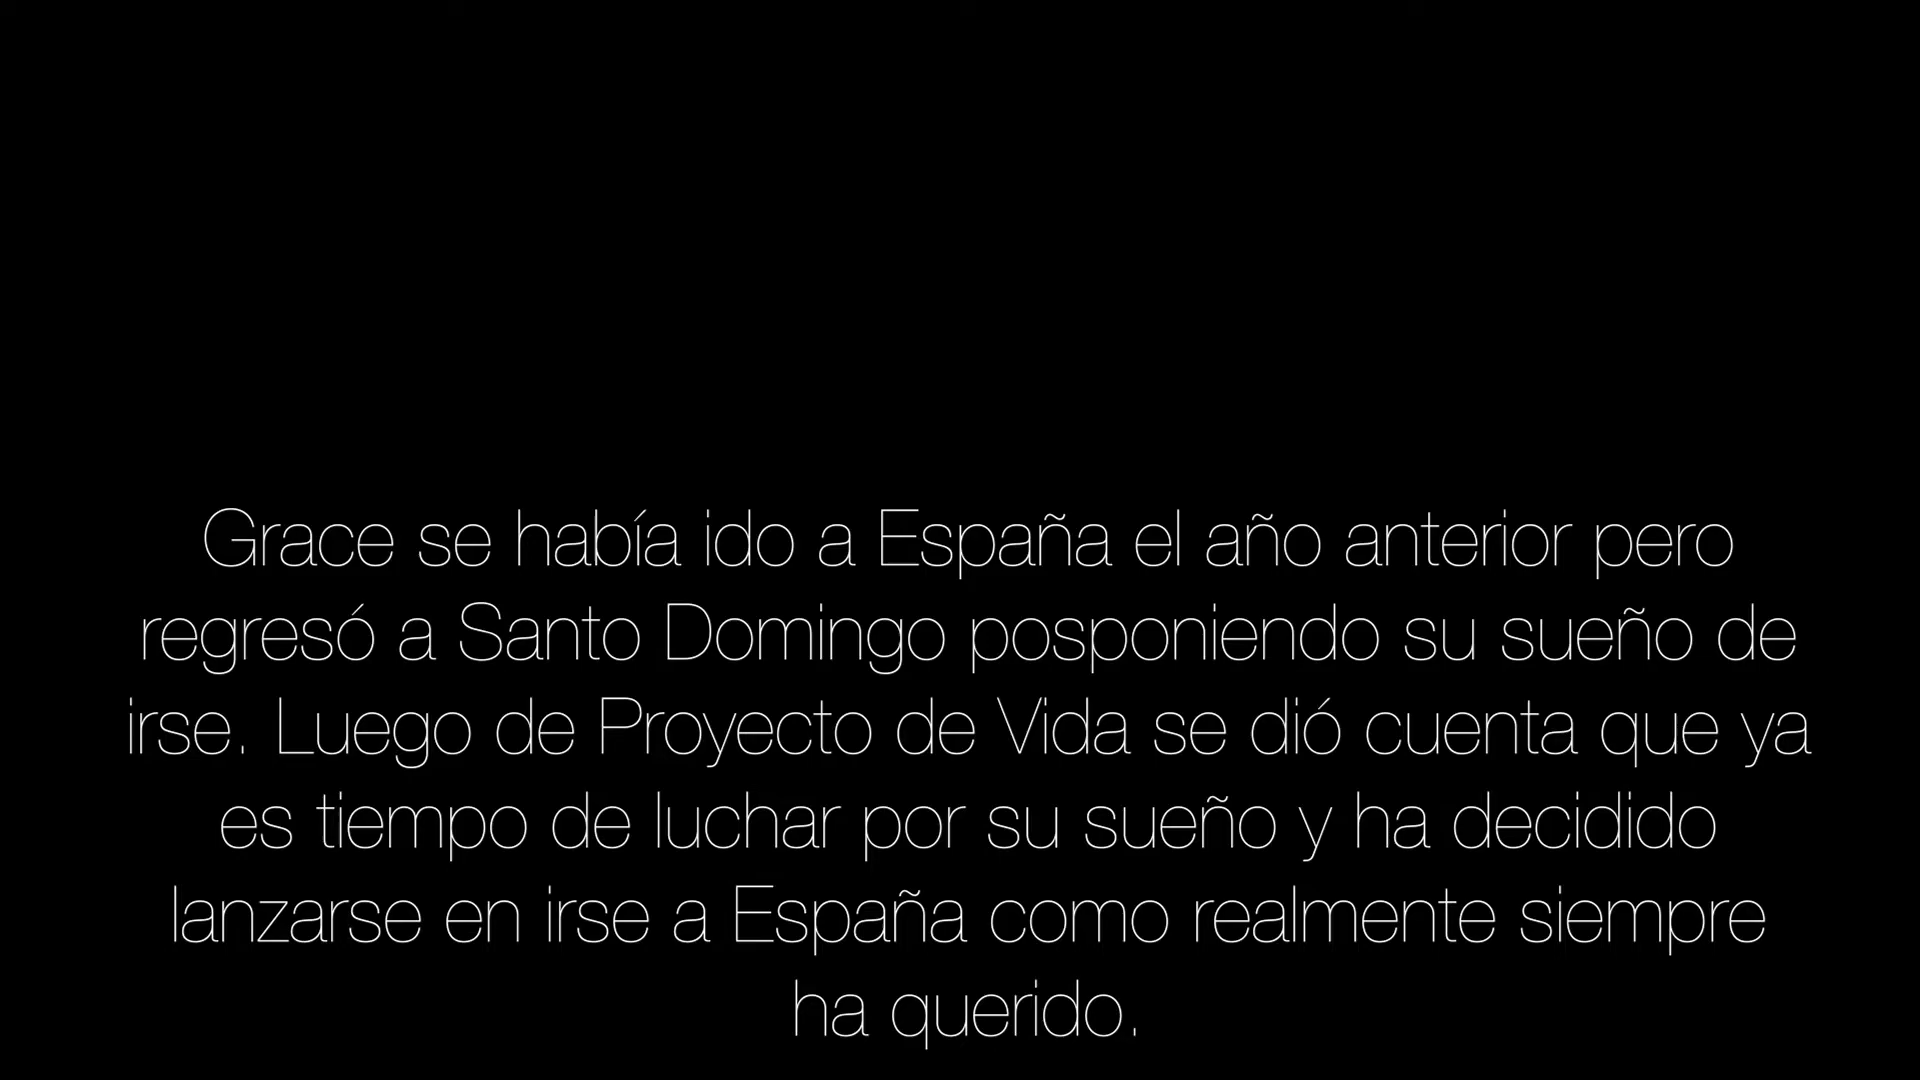 Grace se había ido a España el año anterior pero
regresó a Santo Domingo posponiendo su sueño de
irse. Luego de Proyecto de Vida se dió cuenta que ya
es tiempo de luchar por su sueño y ha decidido
lanzarse en irse a España como realmente siempre
ha querido.